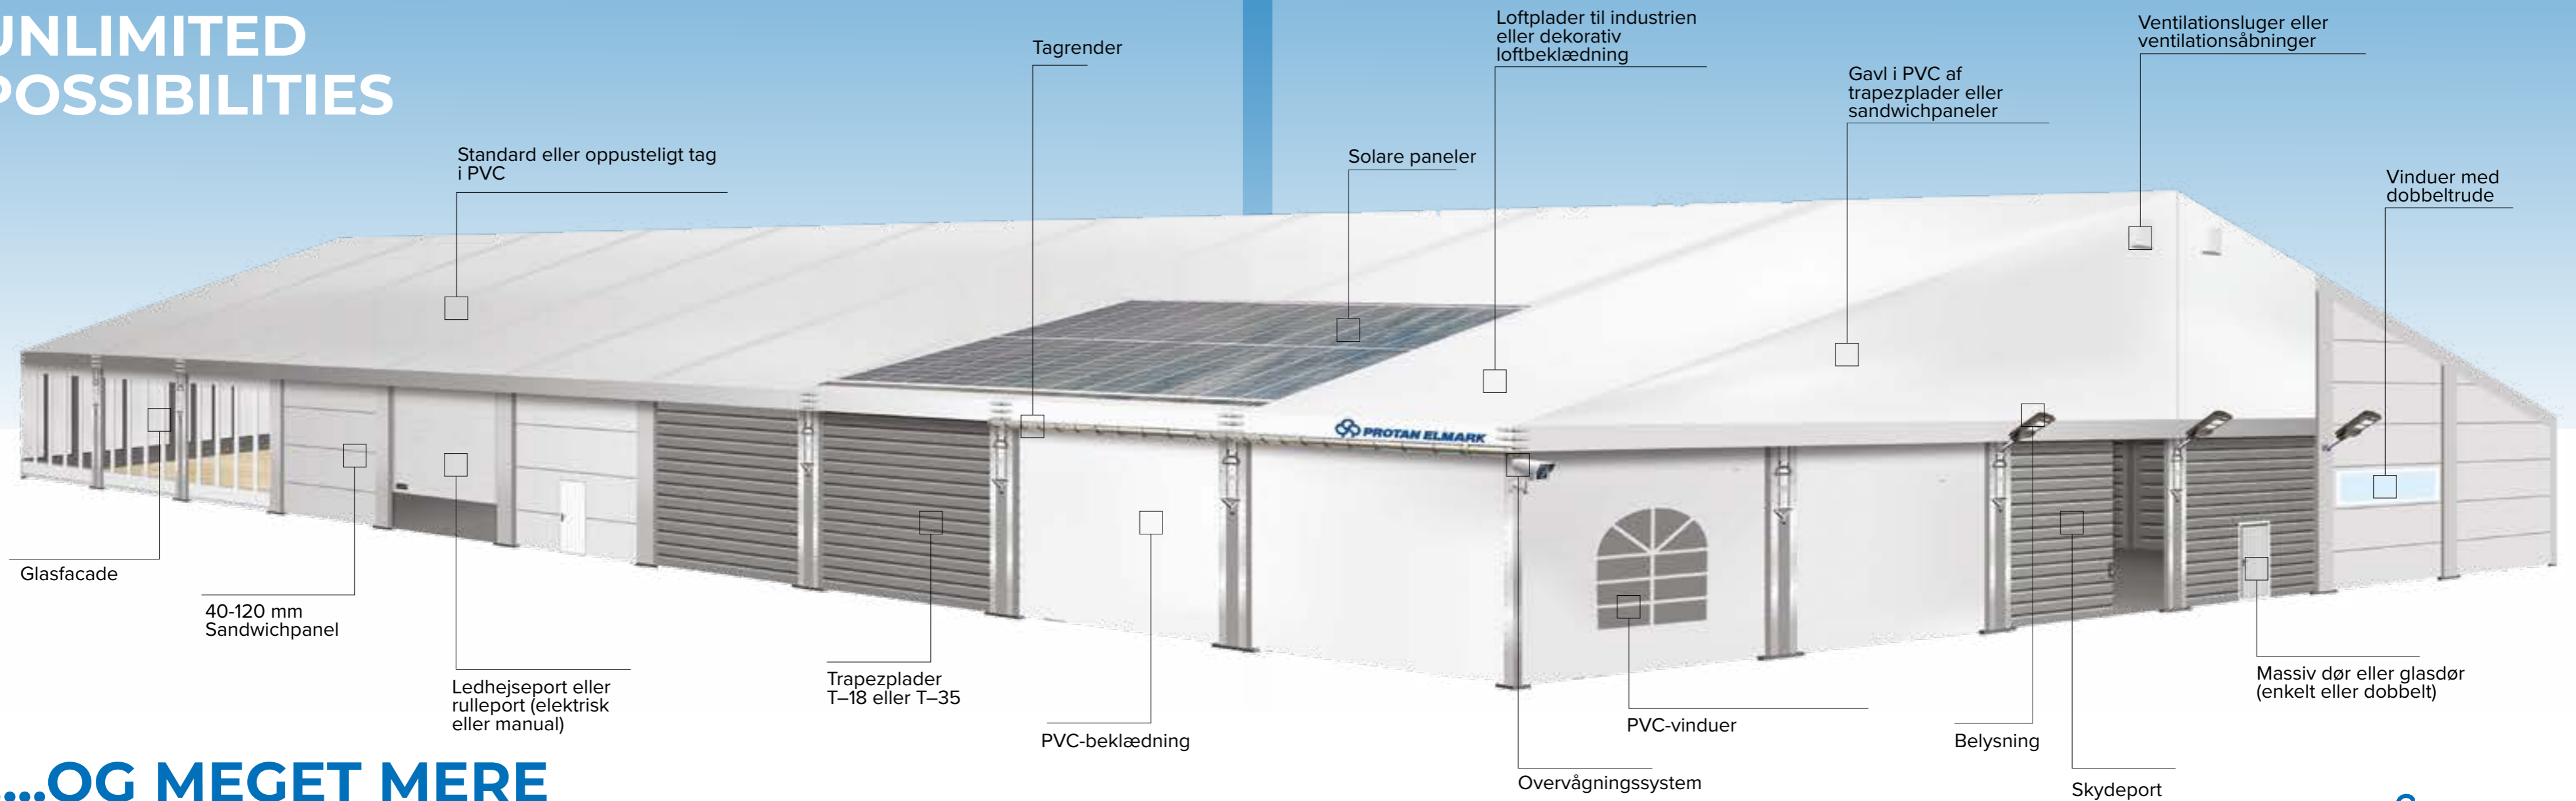 UNLIMITED
POSSIBILITIES
Tagrender
Loftplader til industrien
eller dekorativ
loftbeklædning
Ventilationsluger eller
ventilationsåbninger
Gavl i PVC af
trapezplader eller
sandwichpaneler
Standard eller oppusteligt tag
i PVC
Solare paneler
Vinduer med
dobbeltrude
PROTAN ELMARK
Glasfacade
40-120 mm
Sandwichpanel
Ledhejseport eller
rulleport (elektrisk
eller manual)
Trapezplader
T–18 eller T–35
PVC-beklædning
PVC-vinduer
Overvågningssystem
Belysning
Skydeport
Massiv dør eller glasdør
(enkelt eller dobbelt)
....OG MEGET MERE